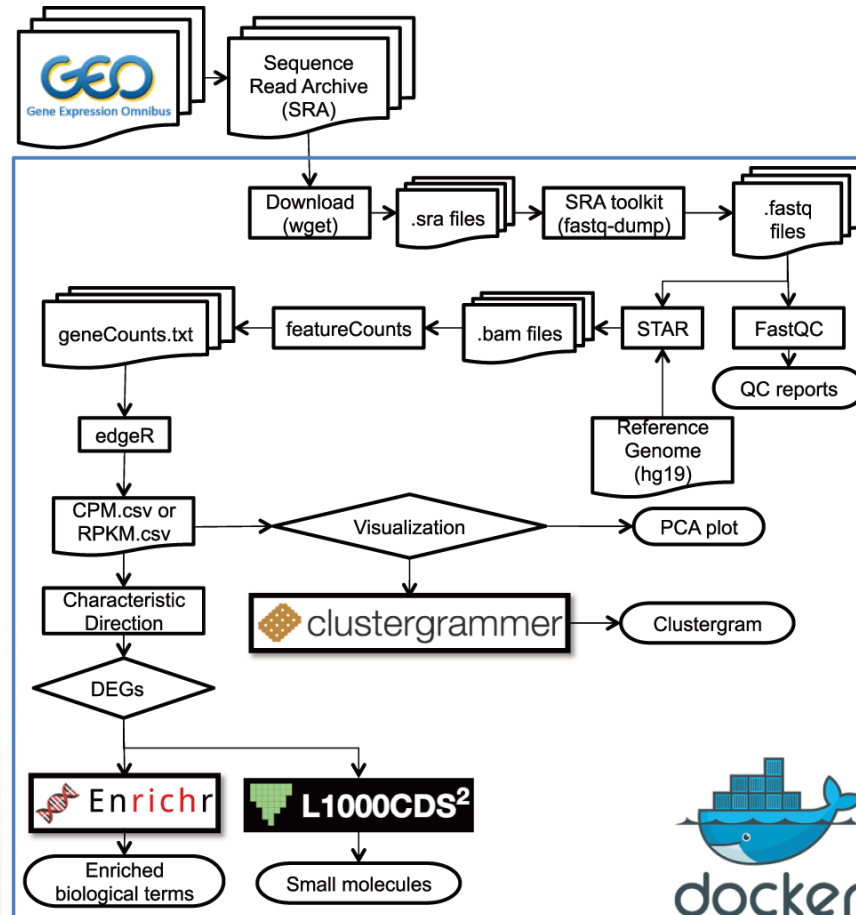 GEO
Gene Expression Omnibus
Sequence
Read Archive
(SRA)
Download
(wget)
.sra files
SRA toolkit
(fastq-dump)
.fastq
files
geneCounts.txt
featureCounts
.bam files
STAR
FastQC
QC reports
edgeR
Reference
Genome
(hg19)
CPM.csv or
RPKM.csv
Visualization
PCA plot
Characteristic
Direction
clustergrammer
Clustergram
DEGs
Enrichr
L1000CDS²
Enriched
biological terms
Small molecules
docker